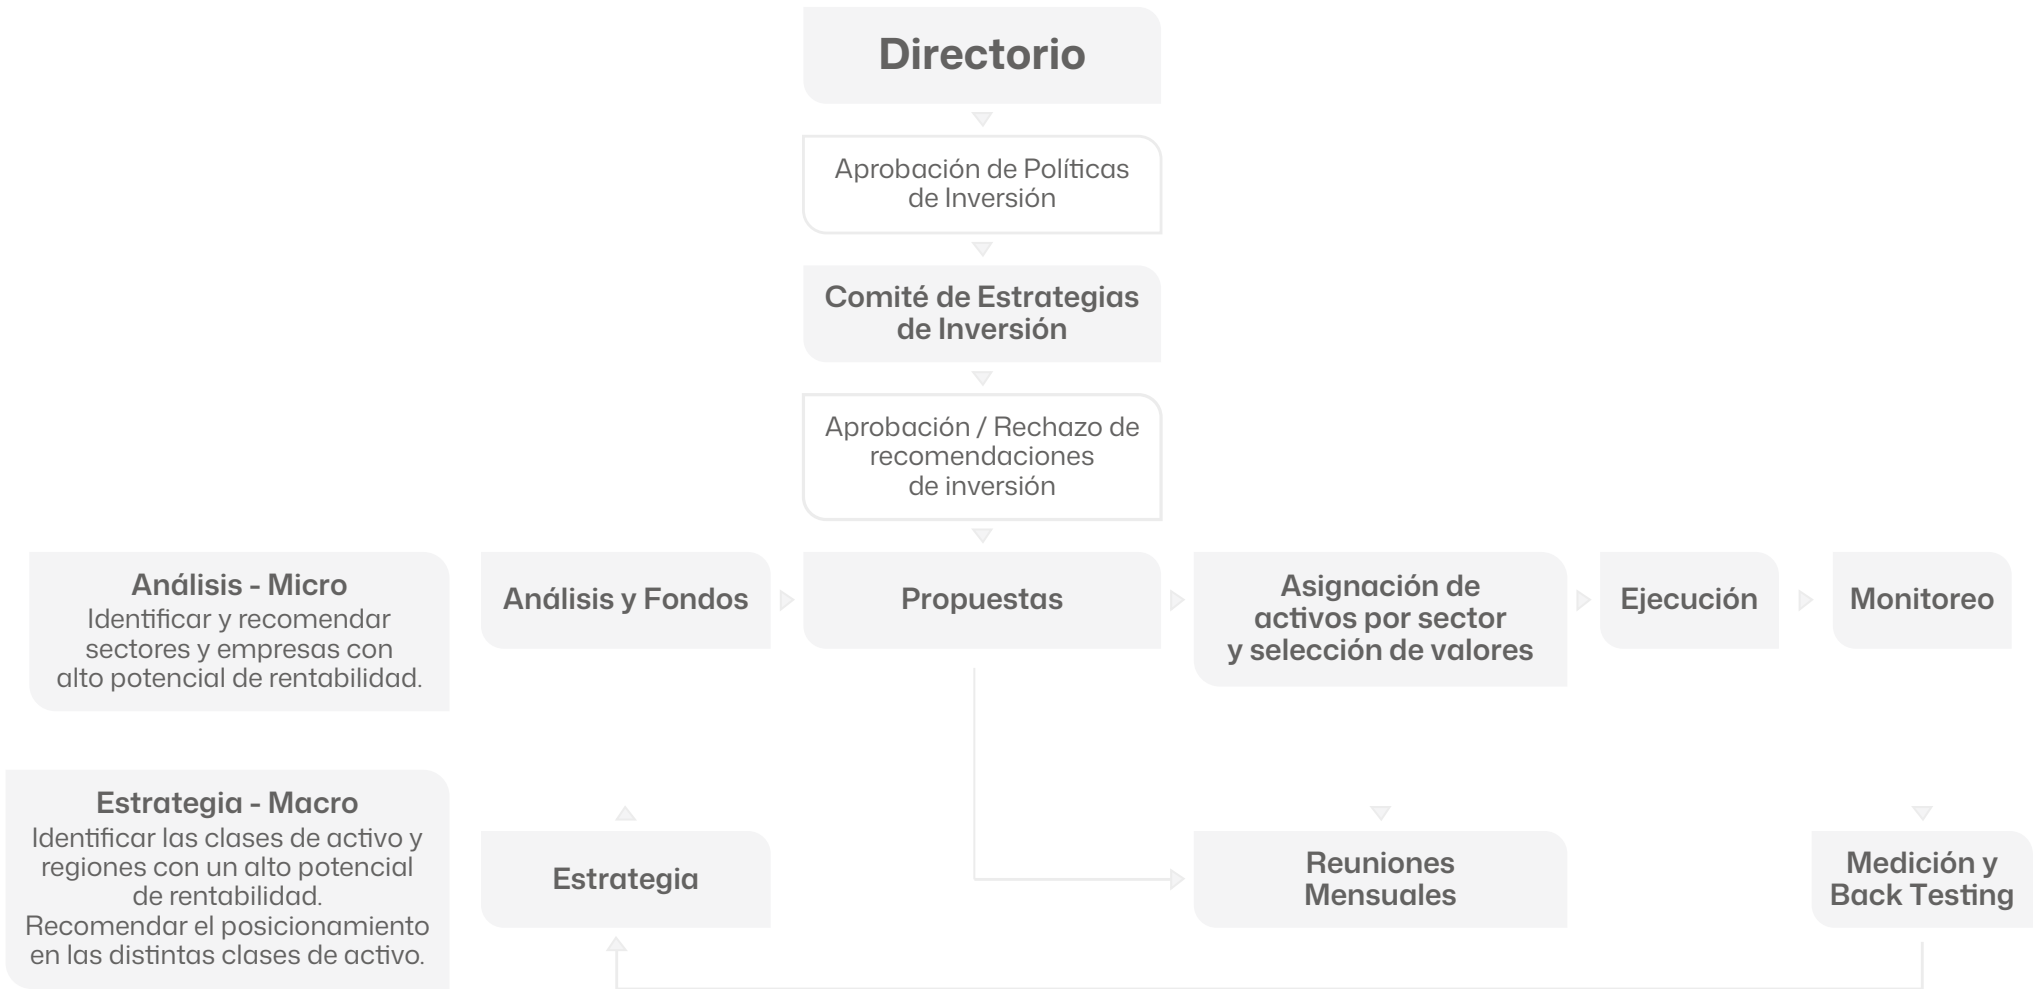 Directorio
Aprobación de Políticas
de Inversión
Comité de Estrategias
de Inversión
Aprobación / Rechazo de
recomendaciones
de inversión
Análisis - Micro
Identificar y recomendar
sectores y empresas con
alto potencial de rentabilidad.
Análisis y Fondos
Propuestas
Asignación de
activos por sector
y selección de valores
Ejecución
Monitoreo
Estrategia - Macro
Identificar las clases de activo y
regiones con un alto potencial
de rentabilidad.
Recomendar el posicionamiento
en las distintas clases de activo.
Estrategia
Reuniones
Mensuales
Medición y
Back Testing